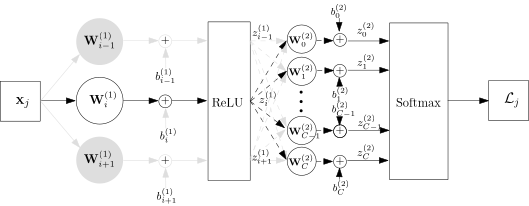 x_j
W_{i-1}^{(1)}
W_i^{(1)}
W_{i+1}^{(1)}
+
b_{i-1}^{(1)}
+
b_i^{(1)}
+
b_{i+1}^{(1)}
ReLU
z_{i-1}^{(1)}
z_i^{(1)}
z_{i+1}^{(1)}
W_0^{(2)}
W_1^{(2)}
W_{C-1}^{(2)}
W_C^{(2)}
b_0^{(2)}
+
z_0^{(2)}
+
z_1^{(2)}
b_1^{(2)}
b_{C-1}^{(2)}
+
z_{C-1}^{(2)}
+
z_C^{(2)}
b_C^{(2)}
Softmax
ℒ_j